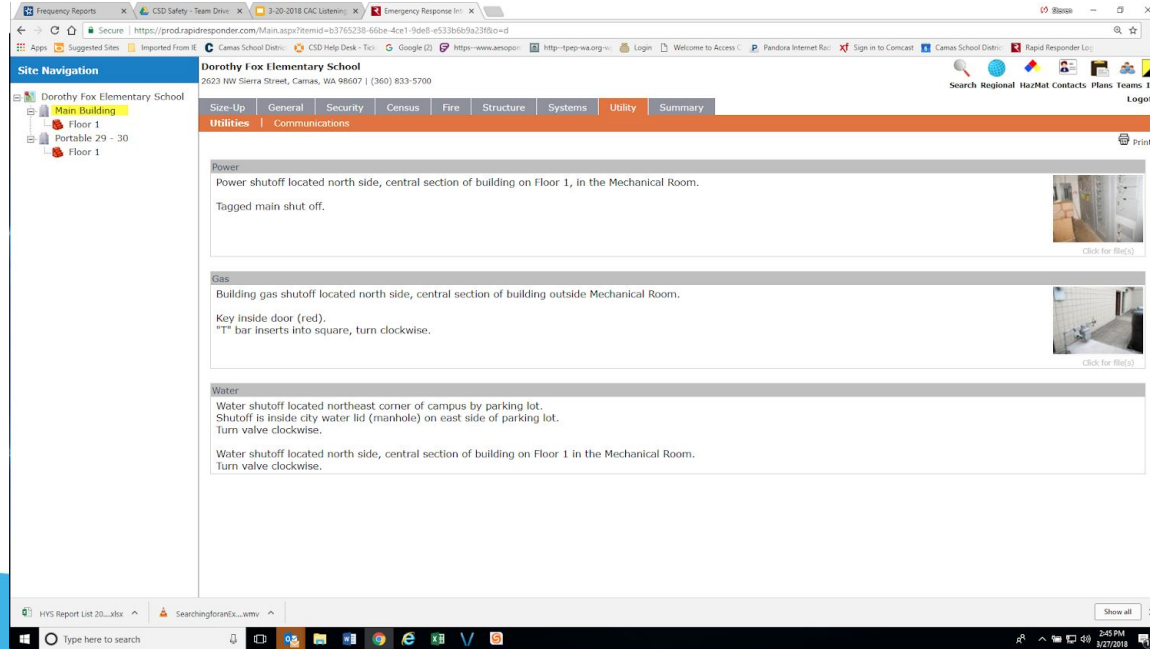 Frequency Reports
CSD Safety - Team Drive
3-20-2018 CAC Listening
Emergency Response Int
Secure | https://prod.rapidresponder.com/Main.aspx?itemid=b3765238-66be-4ce1-9de8-e533b6b9a23f&o=d
Apps Suggested Sites Imported From IE Camas School Distric CSD Help Desk - Tick Google (2) https--www.aesopon http--tpep-wa.org-w Login Welcome to Access C Pandora Internet Rad Sign in to Comcast Camas School Distric Rapid Responder Log
Site Navigation
Dorothy Fox Elementary School
Main Building
Floor 1
Portable 29 - 30
Floor 1
Dorothy Fox Elementary School
2623 NW Sierra Street, Camas, WA 98607 | (360) 833-5700
Search Regional HazMat Contacts Plans Teams
Logo
Size-Up General Security Census Fire Structure Systems Utility Summary
Utilities | Communications
Print
Power
Power shutoff located north side, central section of building on Floor 1, in the Mechanical Room.
Tagged main shut off.
Click for file(s)
Gas
Building gas shutoff located north side, central section of building outside Mechanical Room.
Key inside door (red).
"T" bar inserts into square, turn clockwise.
Click for file(s)
Water
Water shutoff located northeast corner of campus by parking lot.
Shutoff is inside city water lid (manhole) on east side of parking lot.
Turn valve clockwise.
Water shutoff located north side, central section of building on Floor 1 in the Mechanical Room.
Turn valve clockwise.
HYS Report List 20....xlsx
SearchingforanEx....wmv
Show all
Type here to search
2:45 PM
3/27/2018